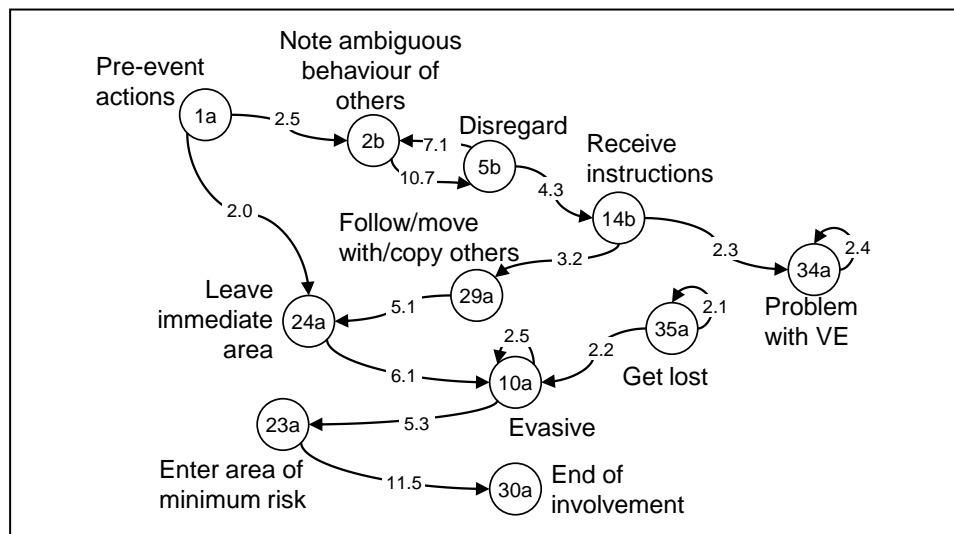 Note ambiguous
behaviour of
others
Pre-event
actions
1a
2.5
2b
7.1
10.7
Disregard
5b
4.3
Receive
instructions
14b
2.0
Follow/move
with/copy others
3.2
2.3
2.4
34a
Problem
with VE
Leave
immediate
area
24a
5.1
29a
35a
2.1
Get lost
2.2
2.5
6.1
10a
Evasive
5.3
23a
Enter area of
minimum risk
11.5
30a
End of
involvement